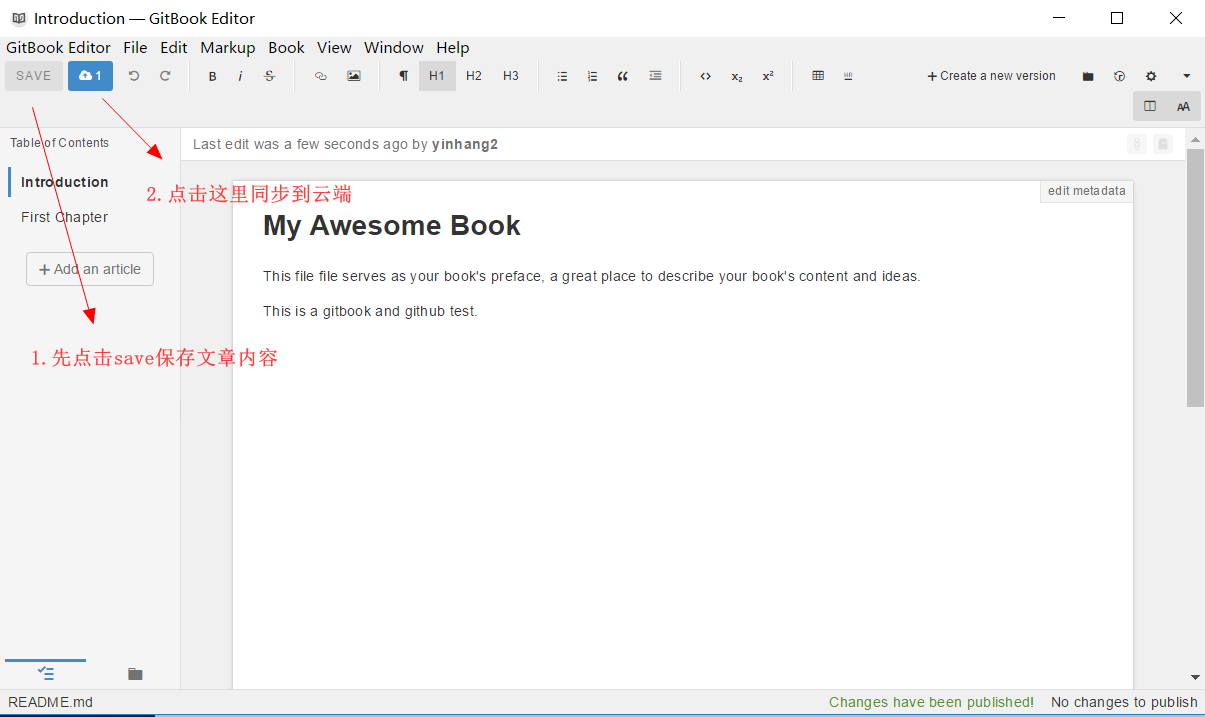 Introduction — GitBook Editor
GitBook Editor File Edit Markup Book View Window Help
SAVE 1 B i S ¶ H1 H2 H3 “ <> x₂ x² HR + Create a new version
AA
Table of Contents
Last edit was a few seconds ago by yinhang2
Introduction
2.点击这里同步到云端
edit metadata
First Chapter
My Awesome Book
+ Add an article
This file file serves as your book's preface, a great place to describe your book's content and ideas.
This is a gitbook and github test.
1.先点击save保存文章内容
README.md
Changes have been published! No changes to publish